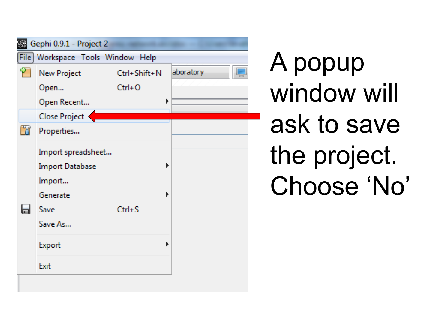 Gephi 0.9.1 - Project 2
File Workspace Tools Window Help
New Project Ctrl+Shift+N
aboratory
Open... Ctrl+O
Open Recent...
Close Project
Properties...
Import spreadsheet...
Import Database
Import...
Generate
Save Ctrl+S
Save As...
Export
Exit
A popup
window will
ask to save
the project.
Choose ‘No’